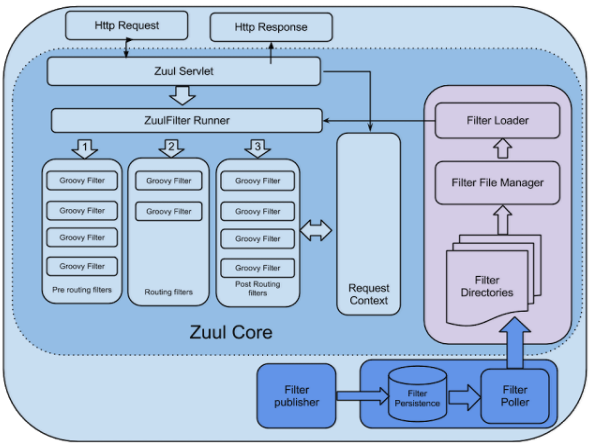 Http Request
Http Response
Zuul Servlet
ZuulFilter Runner
Filter Loader
1
2
3
Groovy Filter
Groovy Filter
Groovy Filter
Groovy Filter
Pre routing filters
Groovy Filter
Groovy Filter
Routing filters
Groovy Filter
Groovy Filter
Groovy Filter
Groovy Filter
Post Routing
filters
Request
Context
Filter File Manager
Filter
Directories
Zuul Core
Filter
publisher
Filter
Persistence
Filter
Poller